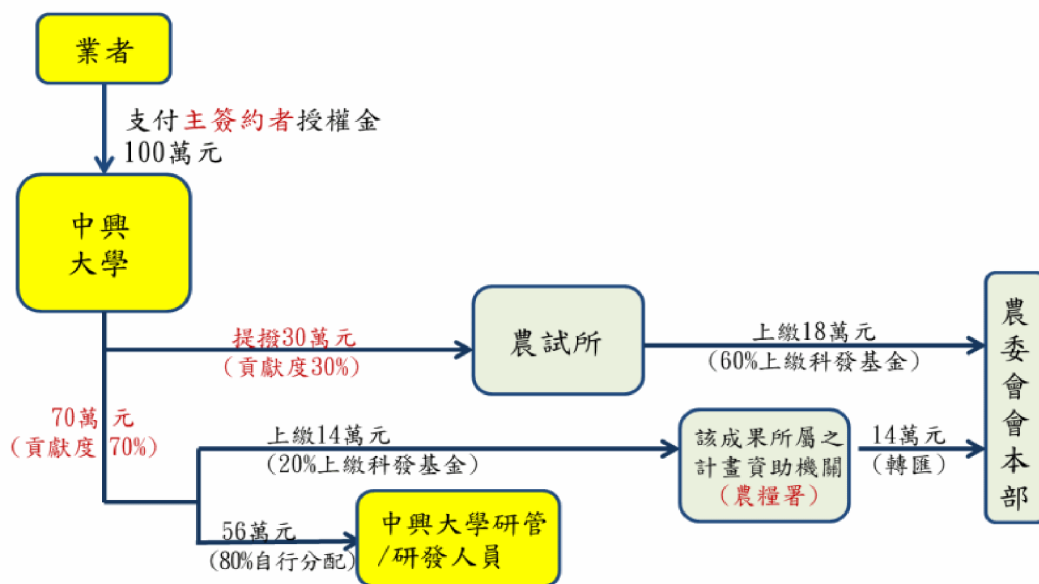 業者
支付主簽約者授權金
100萬元
中興
大學
提撥30萬元
(貢獻度30%)
農試所
上繳18萬元
(60%上繳科發基金)
農委會會本部
70萬元
(貢獻度 70%)
上繳14萬元
(20%上繳科發基金)
該成果所屬之
計畫資助機關
(農糧署)
14萬元
(轉匯)
56萬元
(80%自行分配)
中興大學研管
/研發人員